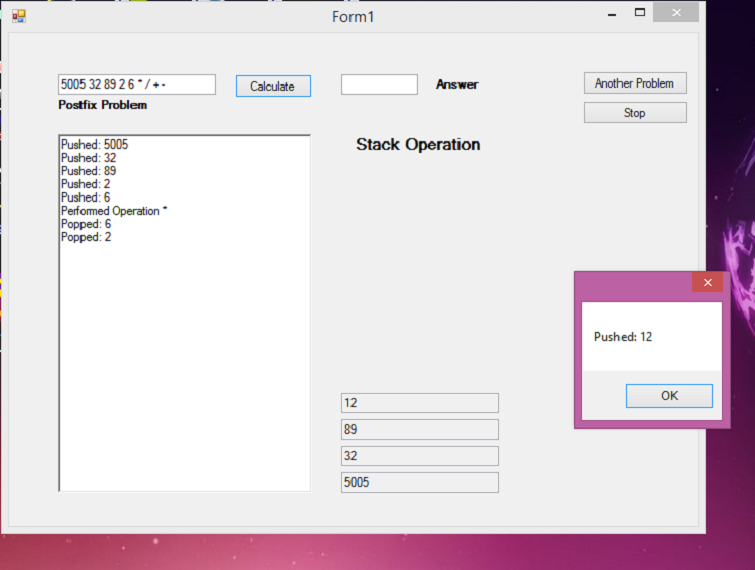 Form1
5005 32 89 2 6 * / + -
Calculate
Answer
Another Problem
Postfix Problem
Stop
Stack Operation
Pushed: 5005
Pushed: 32
Pushed: 89
Pushed: 2
Pushed: 6
Performed Operation *
Popped: 6
Popped: 2
Pushed: 12
OK
12
89
32
5005